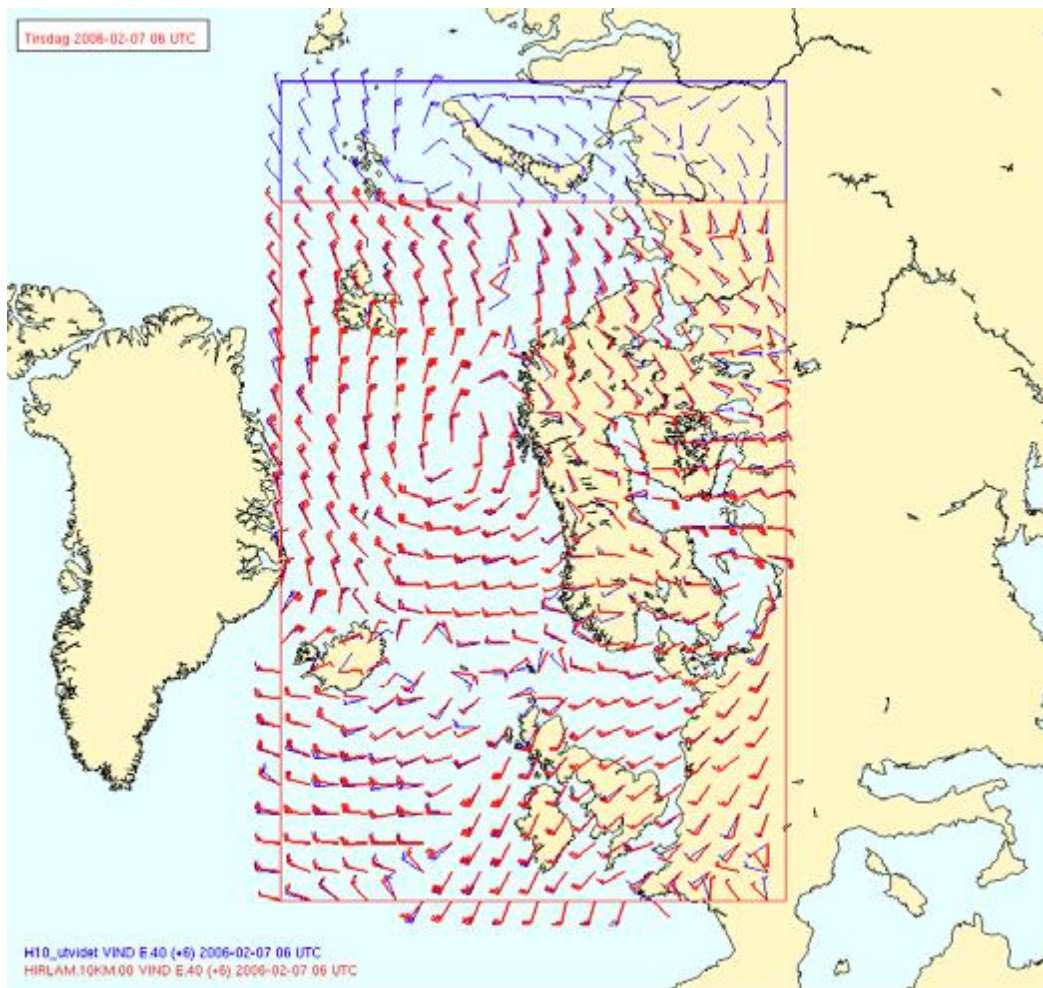 Tirsdag 2006-02-07 06 UTC
H10_utvidet VIND E.40 (+6) 2006-02-07 06 UTC
HIRLAM.10KM.00 VIND E.40 (+6) 2006-02-07 06 UTC